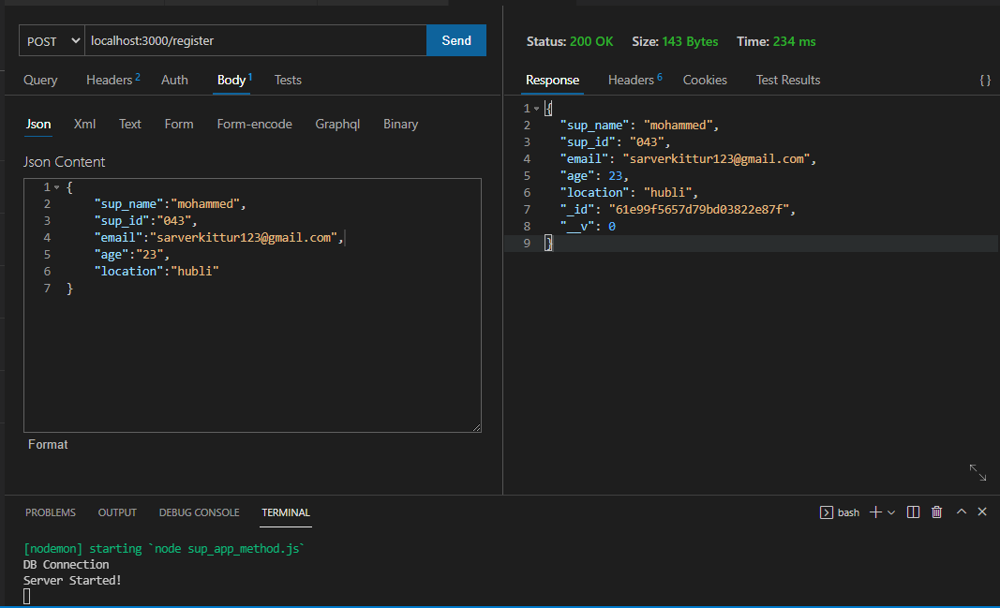 POST localhost:3000/register Send
Query Headers 2 Auth Body 1 Tests
Json Xml Text Form Form-encode Graphql Binary
Json Content
1 {
2 "sup_name":"mohammed",
3 "sup_id":"043",
4 "email":"sarverkittur123@gmail.com",
5 "age":"23",
6 "location":"hubli"
7 }
Format
Status: 200 OK Size: 143 Bytes Time: 234 ms
Response Headers 6 Cookies Test Results { }
1 {
2 "sup_name": "mohammed",
3 "sup_id": "043",
4 "email": "sarverkittur123@gmail.com",
5 "age": 23,
6 "location": "hubli",
7 "_id": "61e99f5657d79bd03822e87f",
8 "__v": 0
9 }
PROBLEMS OUTPUT DEBUG CONSOLE TERMINAL bash
[nodemon] starting `node sup_app_method.js`
DB Connection
Server Started!